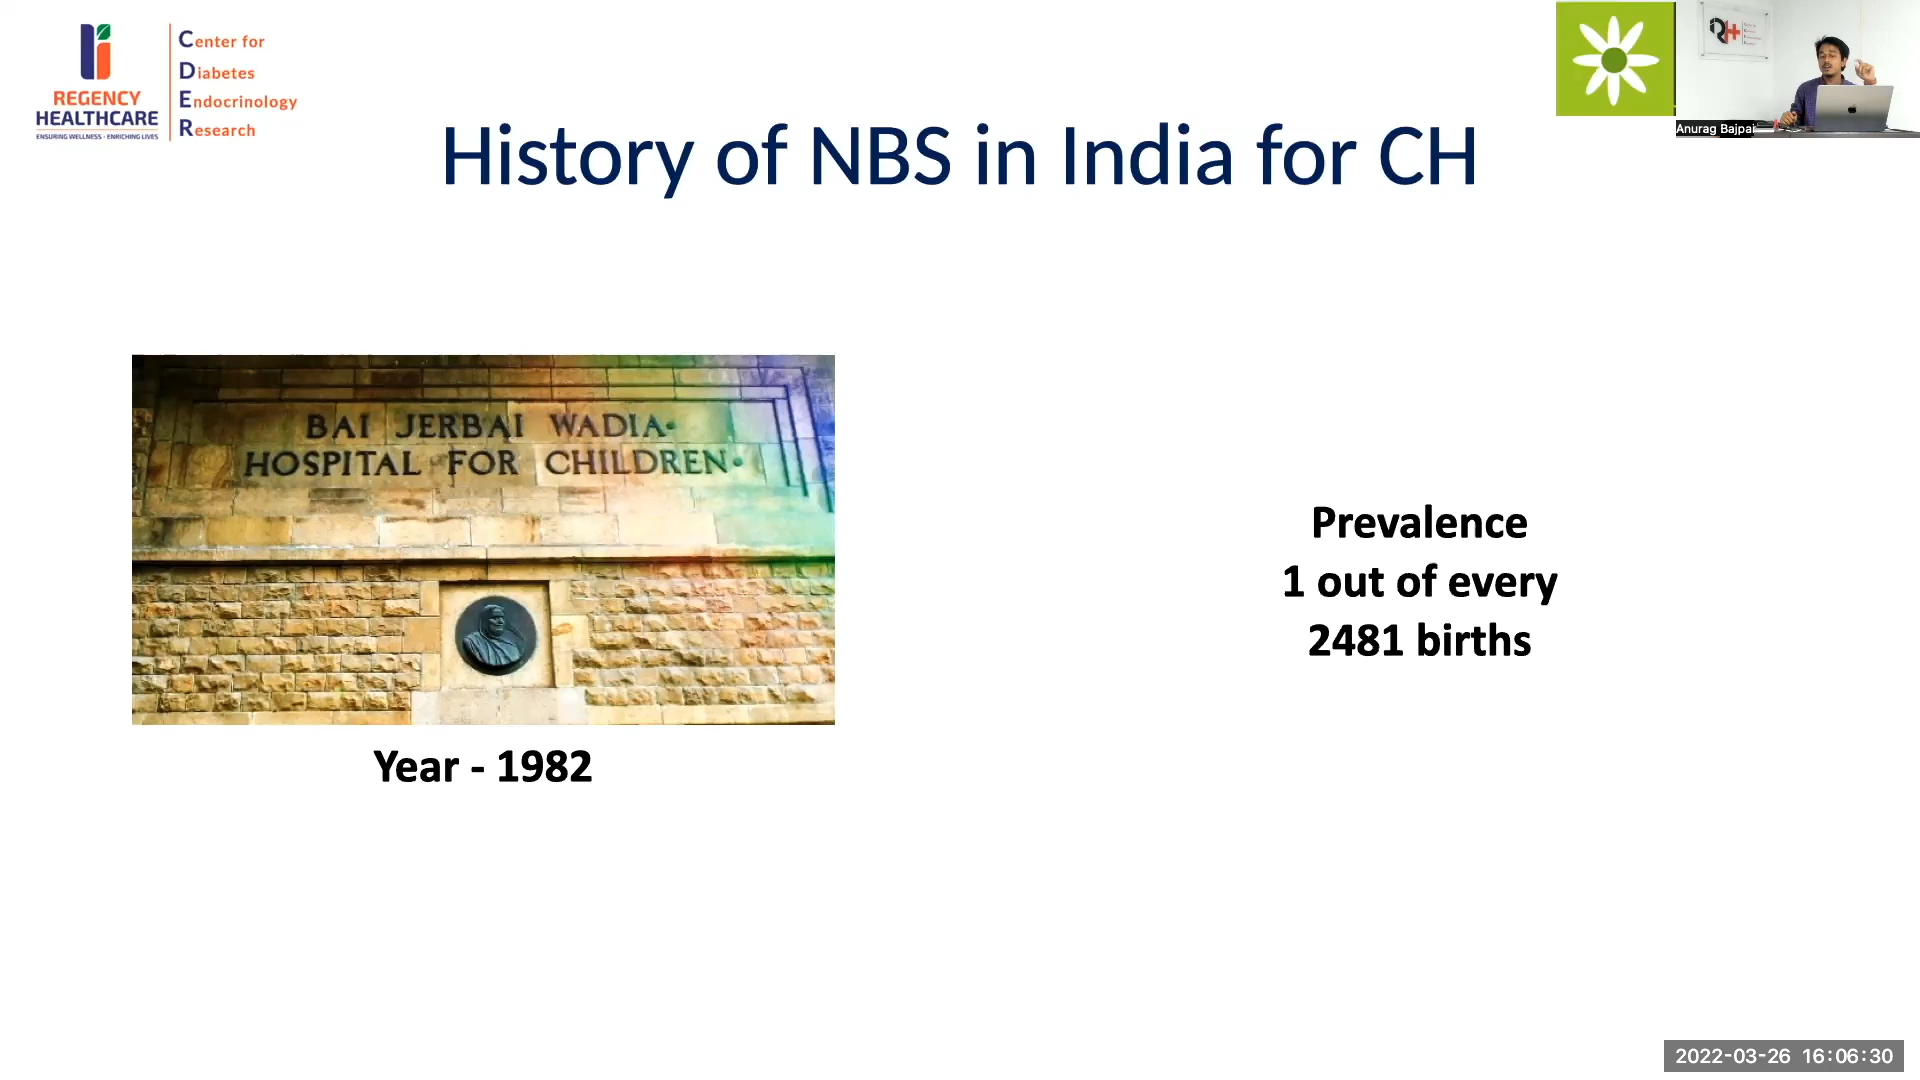 REGENCY
HEALTHCARE
ENSURING WELLNESS - ENRICHING LIVES
Center for
Diabetes
Endocrinology
Research
Anurag Bajpai
History of NBS in India for CH
BAI JERBAI WADIA
HOSPITAL FOR CHILDREN
Year - 1982
Prevalence
1 out of every
2481 births
2022-03-26 16:06:30